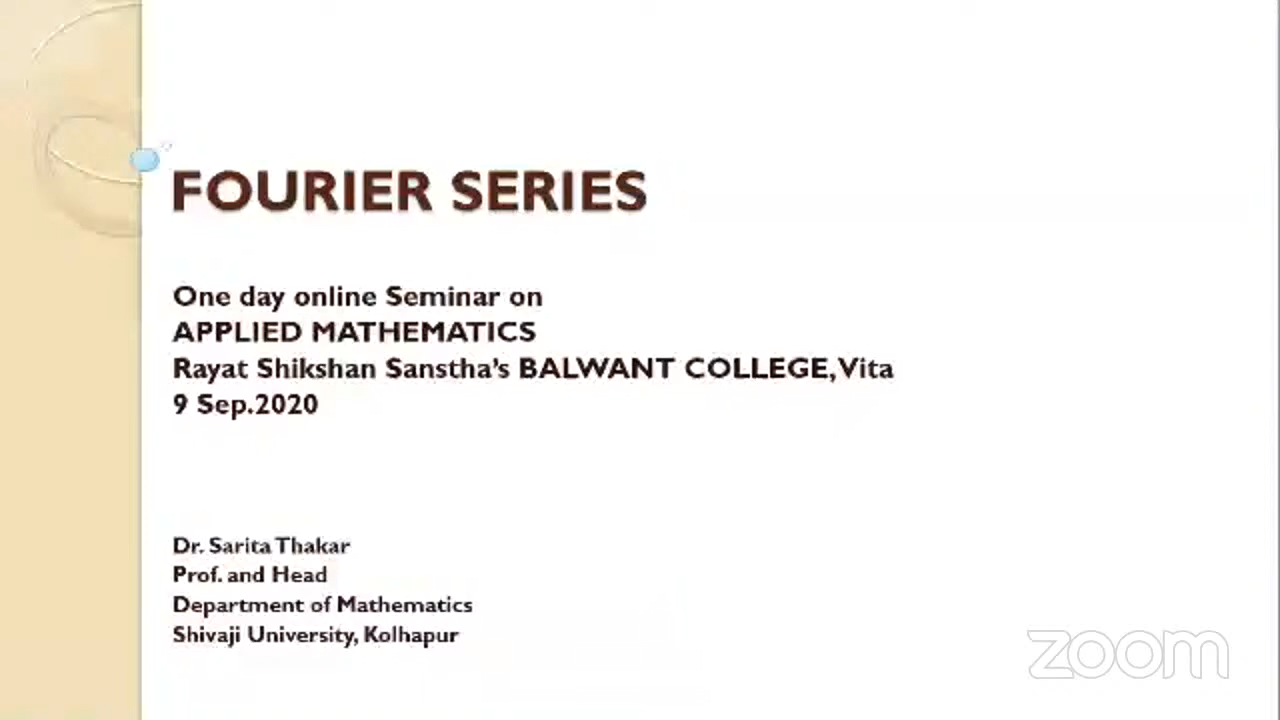 FOURIER SERIES
One day online Seminar on
APPLIED MATHEMATICS
Rayat Shikshan Sanstha's BALWANT COLLEGE, Vita
9 Sep.2020
Dr. Sarita Thakar
Prof. and Head
Department of Mathematics
Shivaji University, Kolhapur
zoom